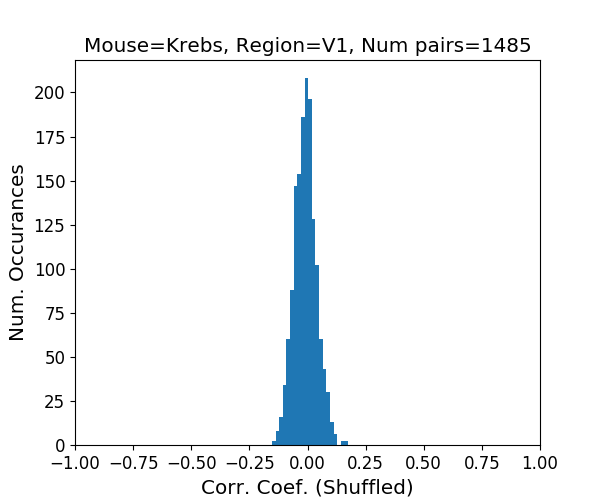 Mouse=Krebs, Region=V1, Num pairs=1485
Num. Occurances
200
175
150
125
100
75
50
25
0
−1.00 −0.75 −0.50 −0.25 0.00 0.25 0.50 0.75 1.00
Corr. Coef. (Shuffled)